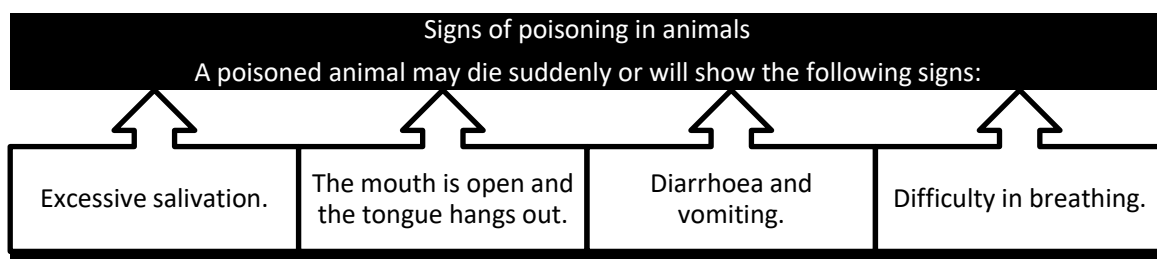 Signs of poisoning in animals
A poisoned animal may die suddenly or will show the following signs:
Excessive salivation.
The mouth is open and
the tongue hangs out.
Diarrhoea and
vomiting.
Difficulty in breathing.